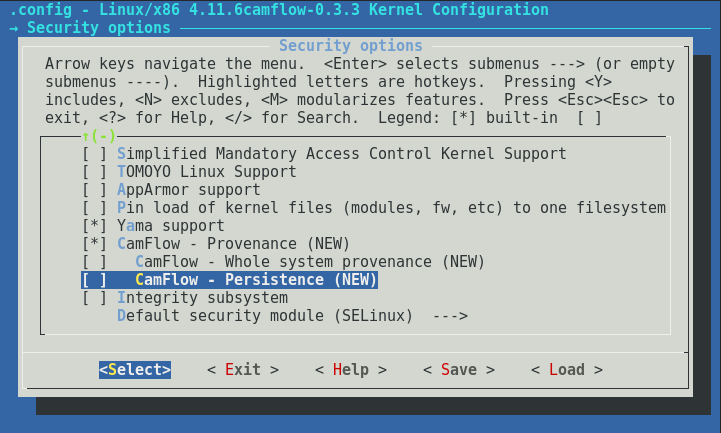 .config - Linux/x86 4.11.6camflow-0.3.3 Kernel Configuration
→ Security options
Security options
Arrow keys navigate the menu.  <Enter> selects submenus ---> (or empty
submenus ----).  Highlighted letters are hotkeys.  Pressing <Y>
includes, <N> excludes, <M> modularizes features.  Press <Esc><Esc> to
exit, <?> for Help, </> for Search.  Legend: [*] built-in  [ ]
↑(-)
[ ] Simplified Mandatory Access Control Kernel Support
[ ] TOMOYO Linux Support
[ ] AppArmor support
[ ] Pin load of kernel files (modules, fw, etc) to one filesystem
[*] Yama support
[*] CamFlow - Provenance (NEW)
[ ]   CamFlow - Whole system provenance (NEW)
[ ]   CamFlow - Persistence (NEW)
[ ] Integrity subsystem
Default security module (SELinux)  --->
<Select>    < Exit >    < Help >    < Save >    < Load >